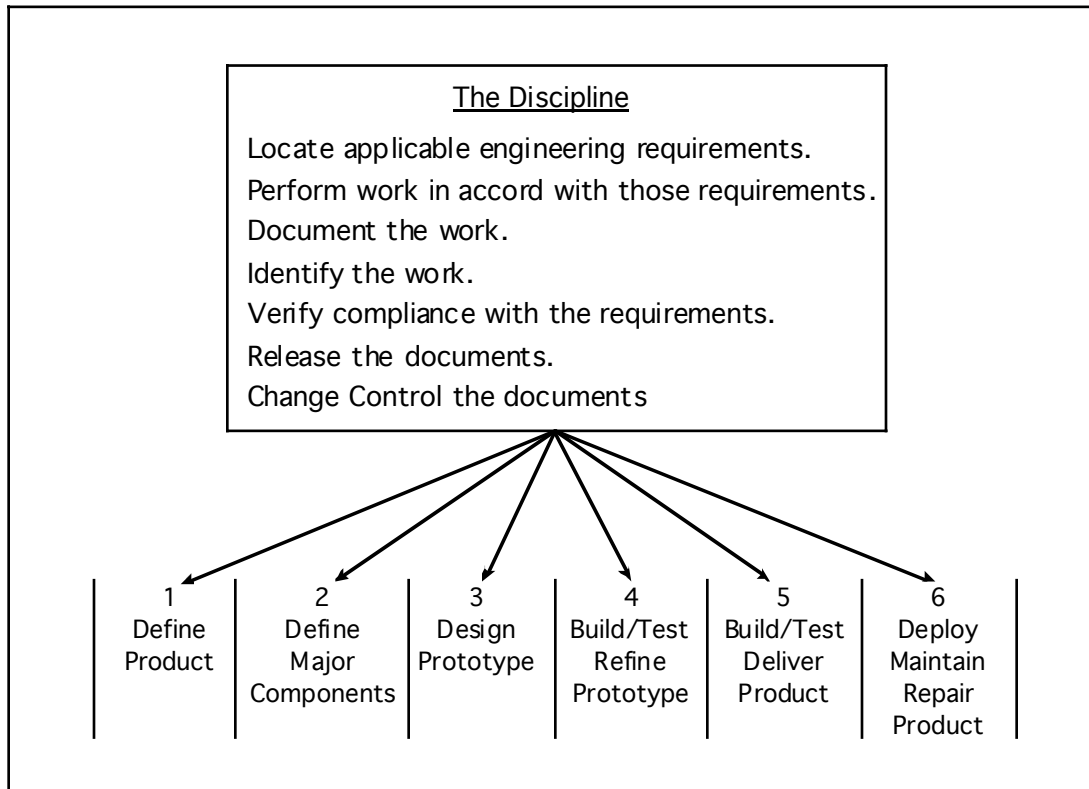 The Discipline
Locate applicable engineering requirements.
Perform work in accord with those requirements.
Document the work.
Identify the work.
Verify compliance with the requirements.
Release the documents.
Change Control the documents
1
Define
Product
2
Define
Major
Components
3
Design
Prototype
4
Build/Test
Refine
Prototype
5
Build/Test
Deliver
Product
6
Deploy
Maintain
Repair
Product